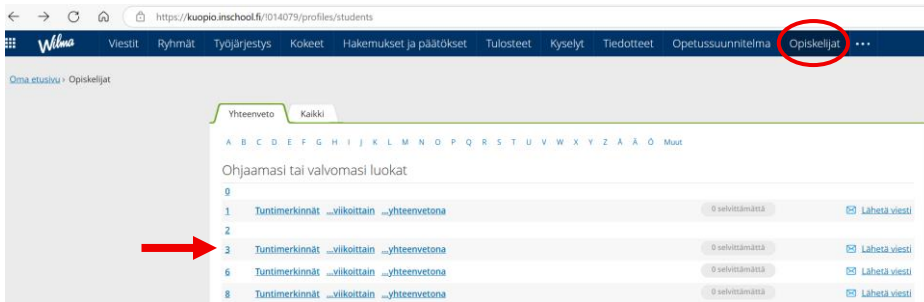 https://kuopio.inschool.fi/!014079/profiles/students
Wilma Viestit Ryhmät Työjärjestys Kokeet Hakemukset ja päätökset Tulosteet Kyselyt Tiedotteet Opetussuunnitelma Opiskelijat ...
Oma etusivu › Opiskelijat
Yhteenveto Kaikki
A B C D E F G H I J K L M N O P Q R S T U V W X Y Z Å Ä Ö Muut
Ohjaamasi tai valvomasi luokat
0
1 Tuntimerkinnät ...viikoittain ...yhteenvetona 0 selvittämättä Lähetä viesti
2
3 Tuntimerkinnät ...viikoittain ...yhteenvetona 0 selvittämättä Lähetä viesti
6 Tuntimerkinnät ...viikoittain ...yhteenvetona 0 selvittämättä Lähetä viesti
8 Tuntimerkinnät ...viikoittain ...yhteenvetona 0 selvittämättä Lähetä viesti